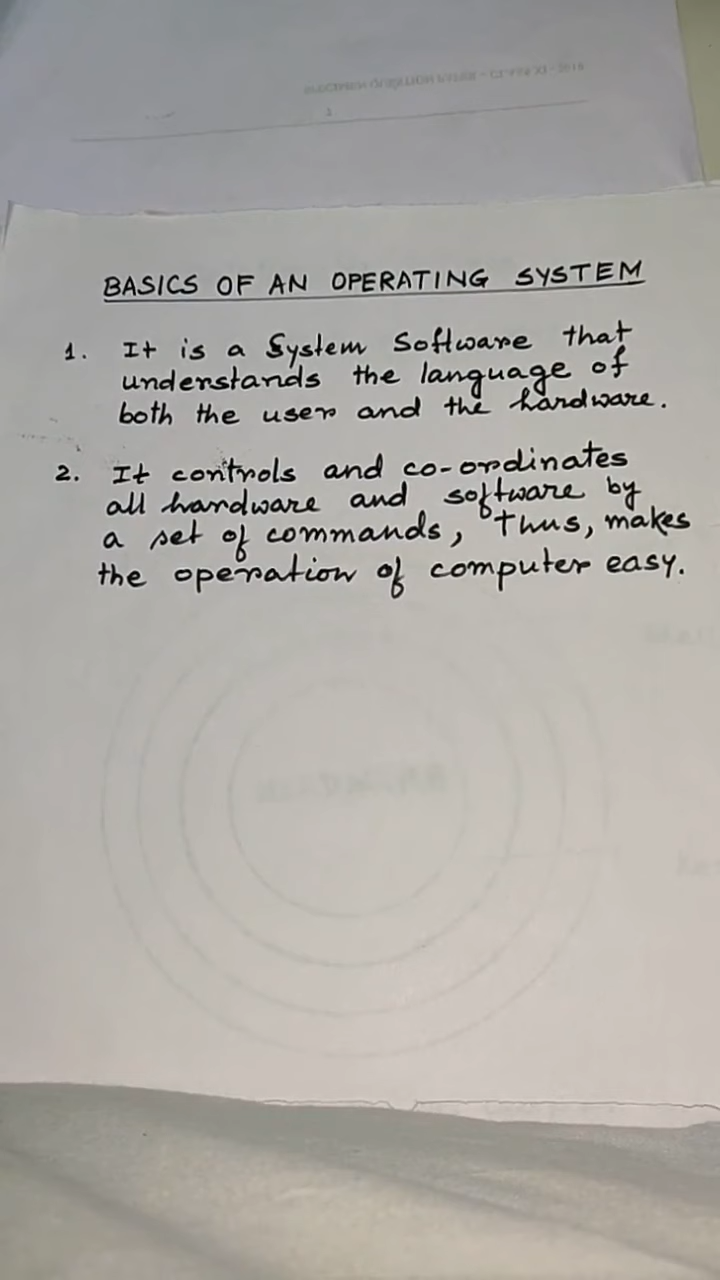 BASICS OF AN OPERATING SYSTEM
1. It is a System Software that
understands the language of
both the user and the hardware.
2. It controls and co-ordinates
all hardware and software by
a set of commands, Thus, makes
the operation of computer easy.